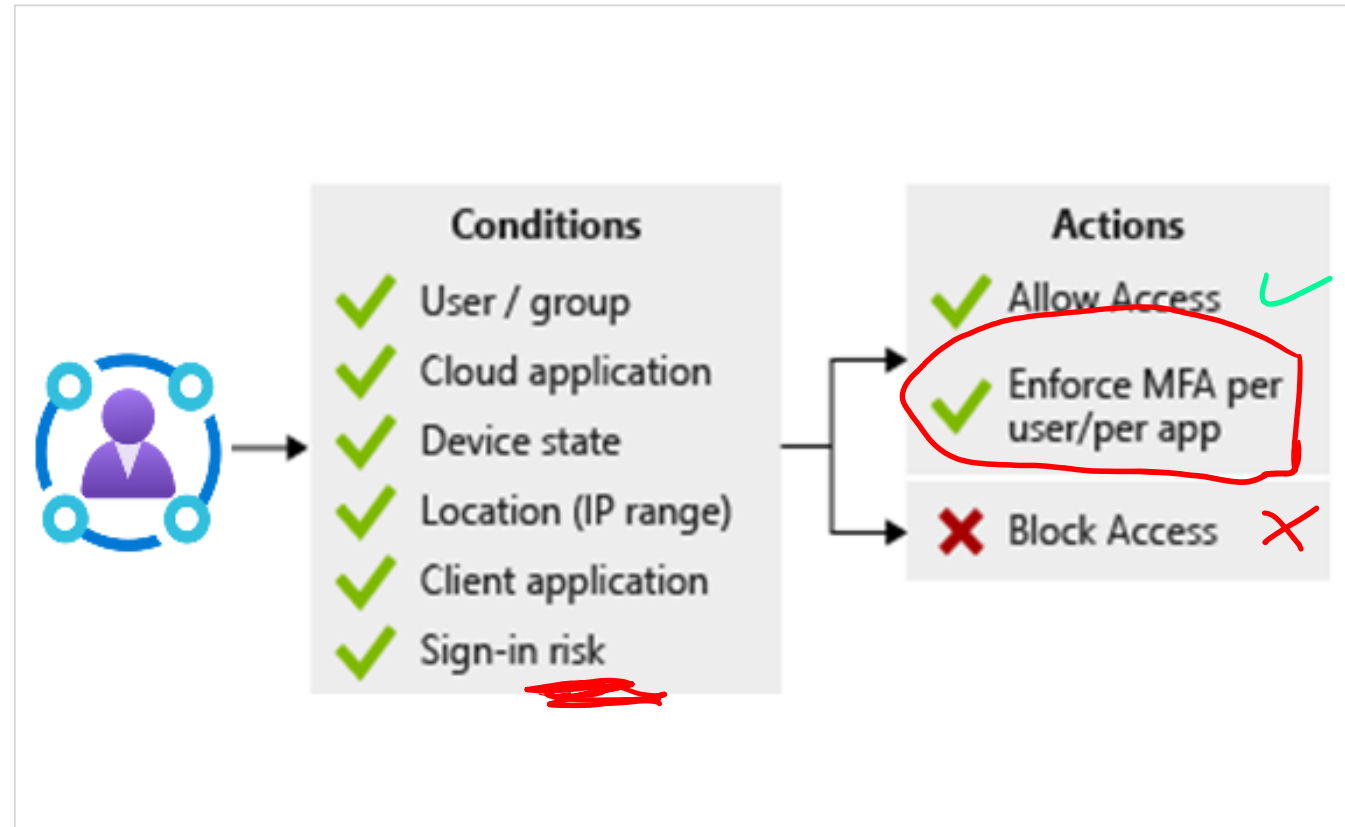 Conditions
User / group
Cloud application
Device state
Location (IP range)
Client application
Sign-in risk
Actions
Allow Access
Enforce MFA per
user/per app
Block Access